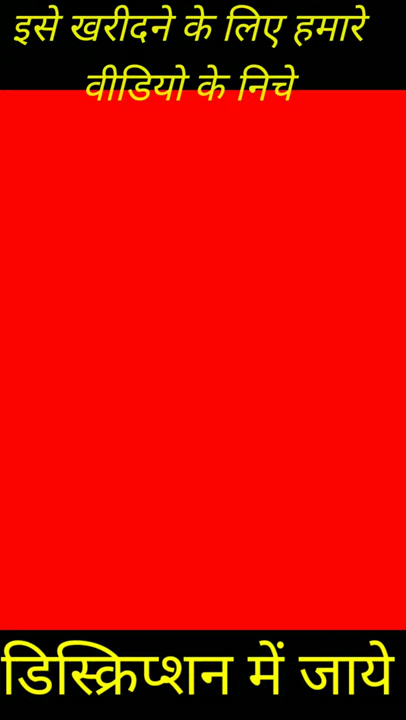 इसे खरीदने के लिए हमारे
वीडियो के निचे
डिस्क्रिप्शन में जाये